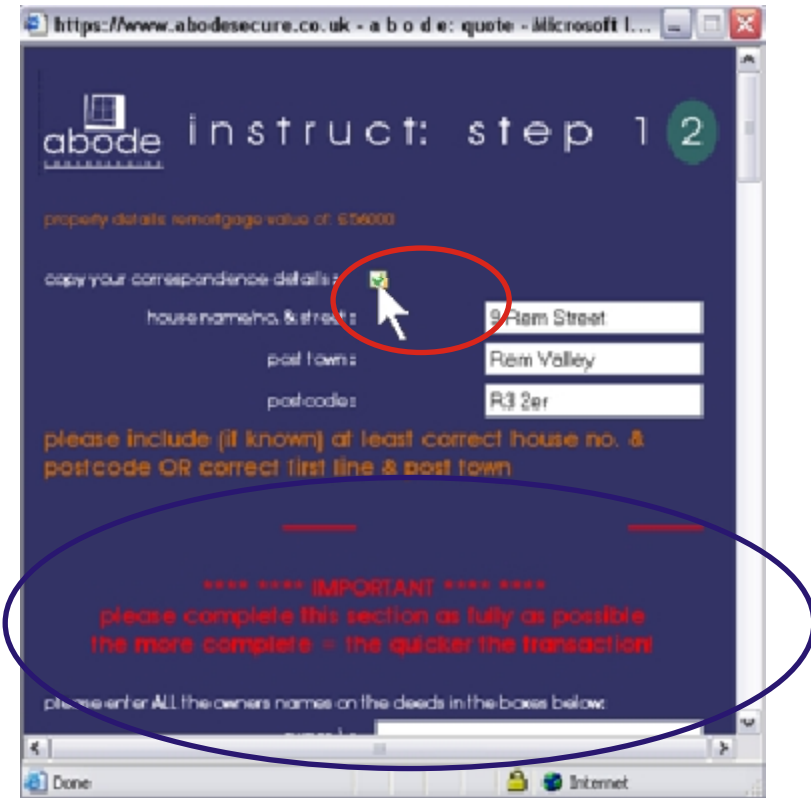 https://www.abodesecure.co.uk - a b o d e: quote - Microsoft I...
abode
instruct: step 1 2
property details: remortgage value of: £56000
copy your correspondence details:
house name/no. & street:
9 Rem Street
post town:
Rem Valley
postcode:
R3 2er
please include (if known) at least correct house no. &
postcode OR correct first line & post town
**** **** IMPORTANT **** ****
please complete this section as fully as possible
the more complete = the quicker the transaction!
please enter ALL the owners names on the deeds in the boxes below:
Done
Internet